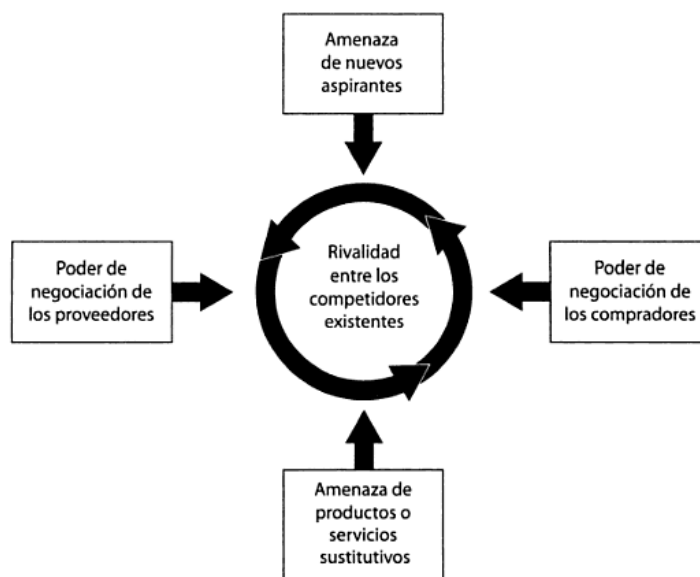 Amenaza
de nuevos
aspirantes
Poder de
negociación de
los proveedores
Rivalidad
entre los
competidores
existentes
Poder de
negociación de
los compradores
Amenaza de
productos o
servicios
sustitutivos